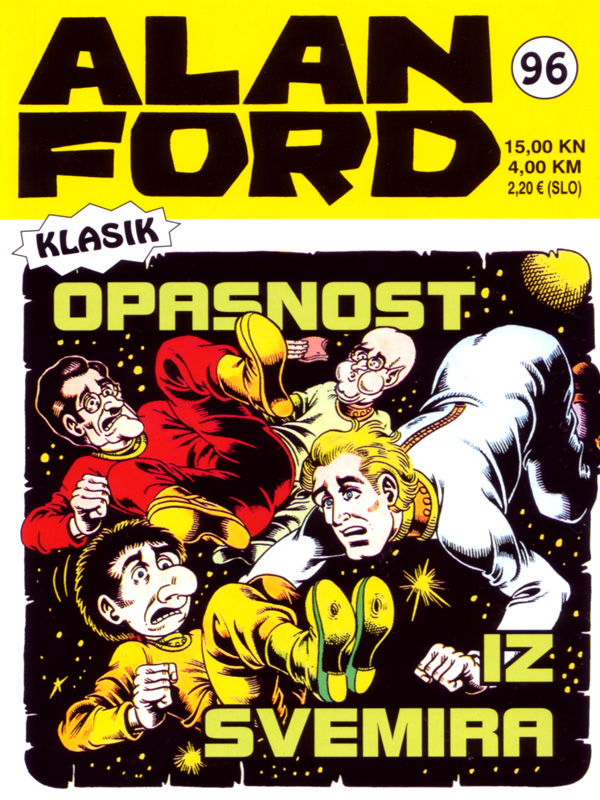 ALAN
FORD
96
15,00 KN
4,00 KM
2,20 € (SLO)
KLASIK
OPASNOST
IZ
SVEMIRA